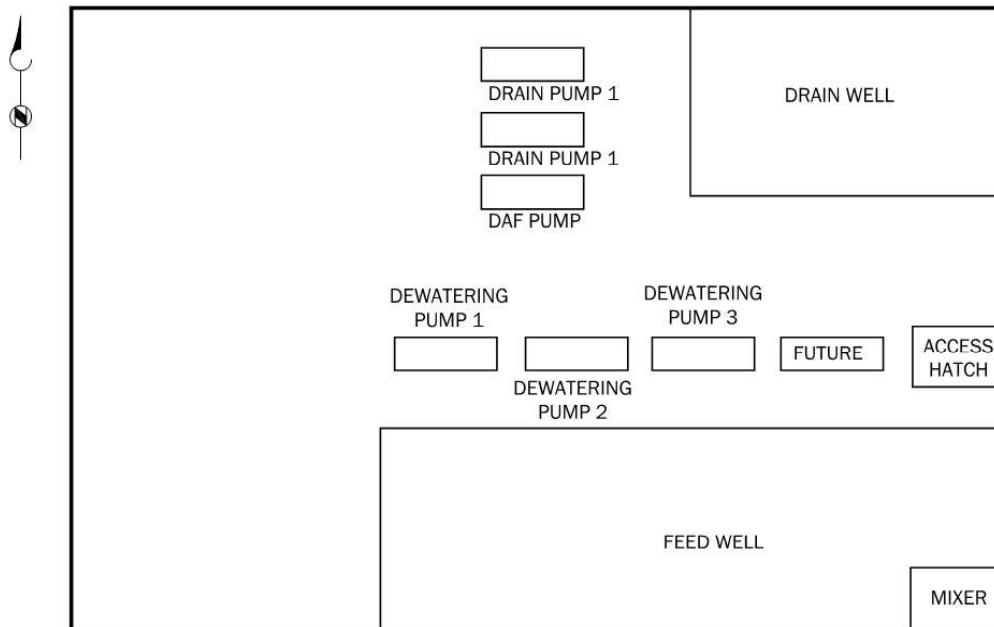 DRAIN PUMP 1
DRAIN WELL
DRAIN PUMP 1
DAF PUMP
DEWATERING
PUMP 1
DEWATERING
PUMP 3
FUTURE
ACCESS
HATCH
DEWATERING
PUMP 2
FEED WELL
MIXER
N